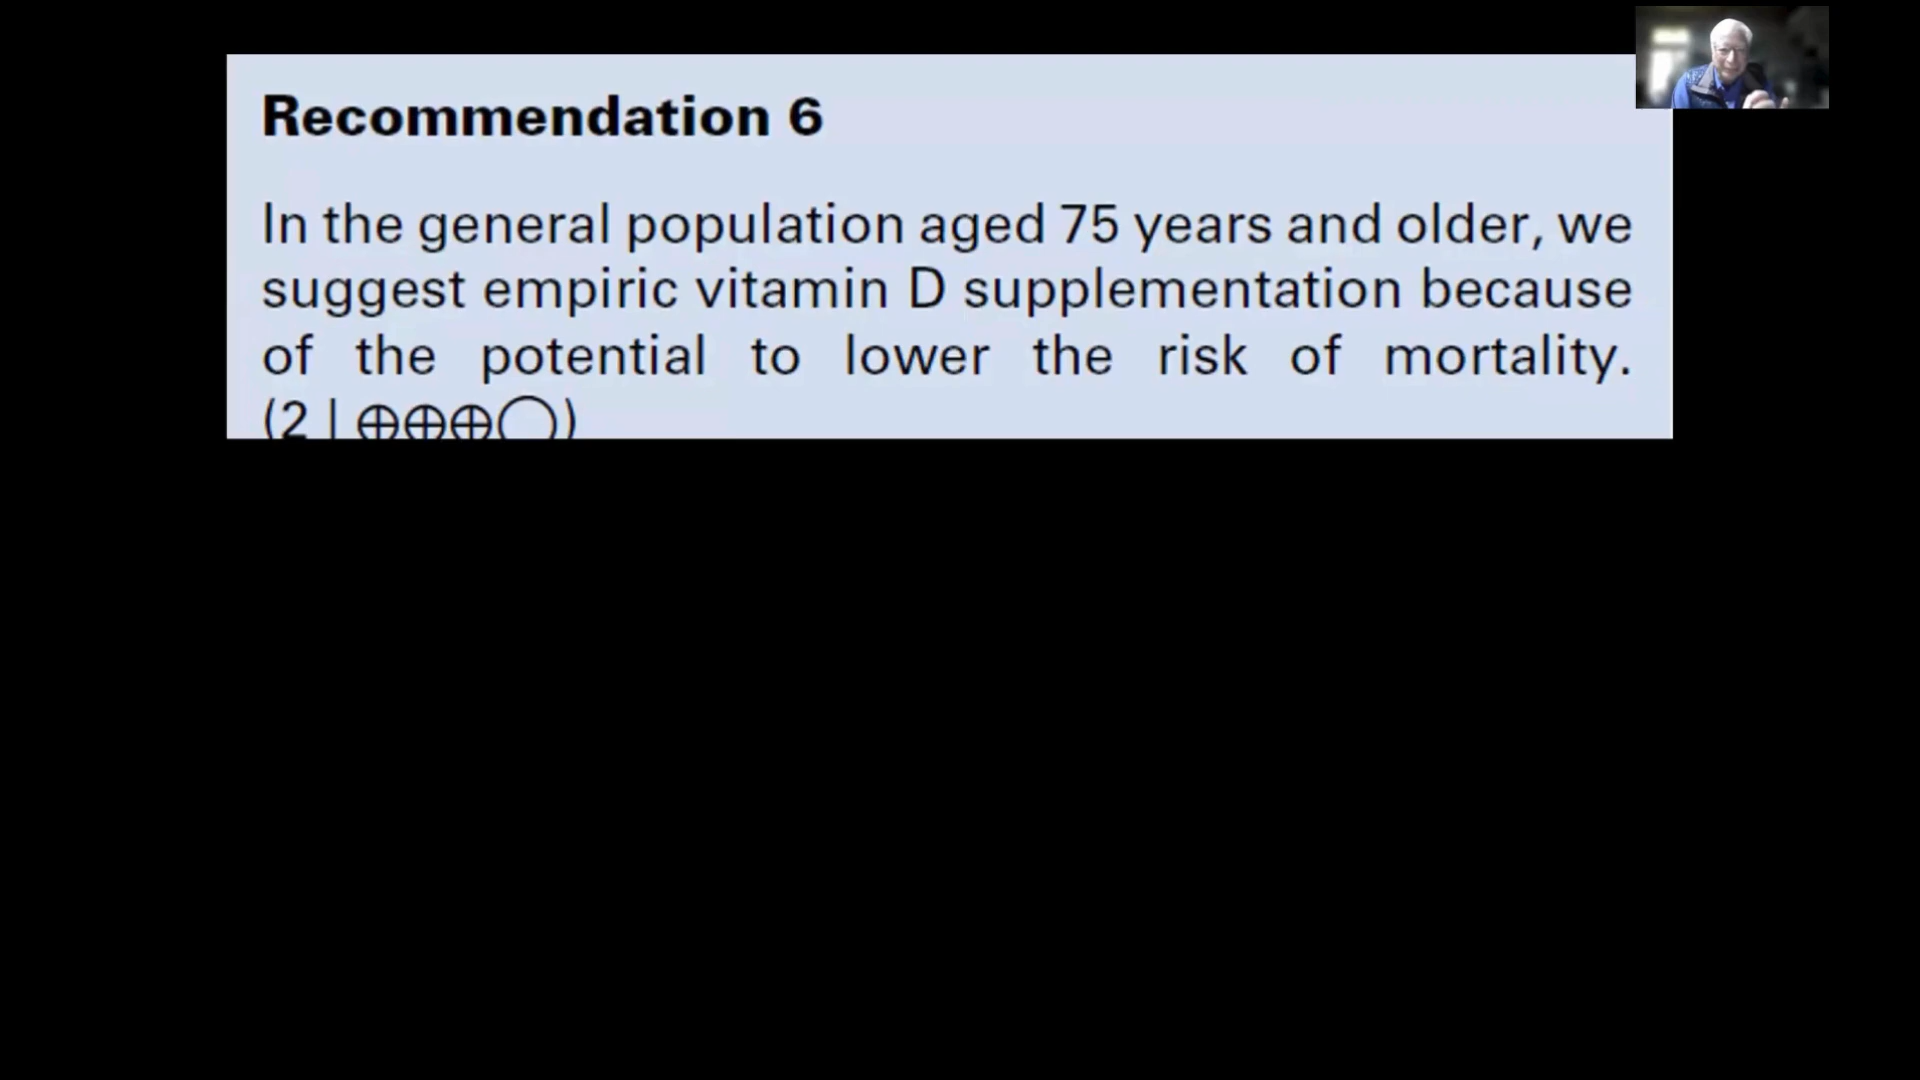 Recommendation 6
In the general population aged 75 years and older, we
suggest empiric vitamin D supplementation because
of the potential to lower the risk of mortality.
(2 | ⊕⊕⊕◯)